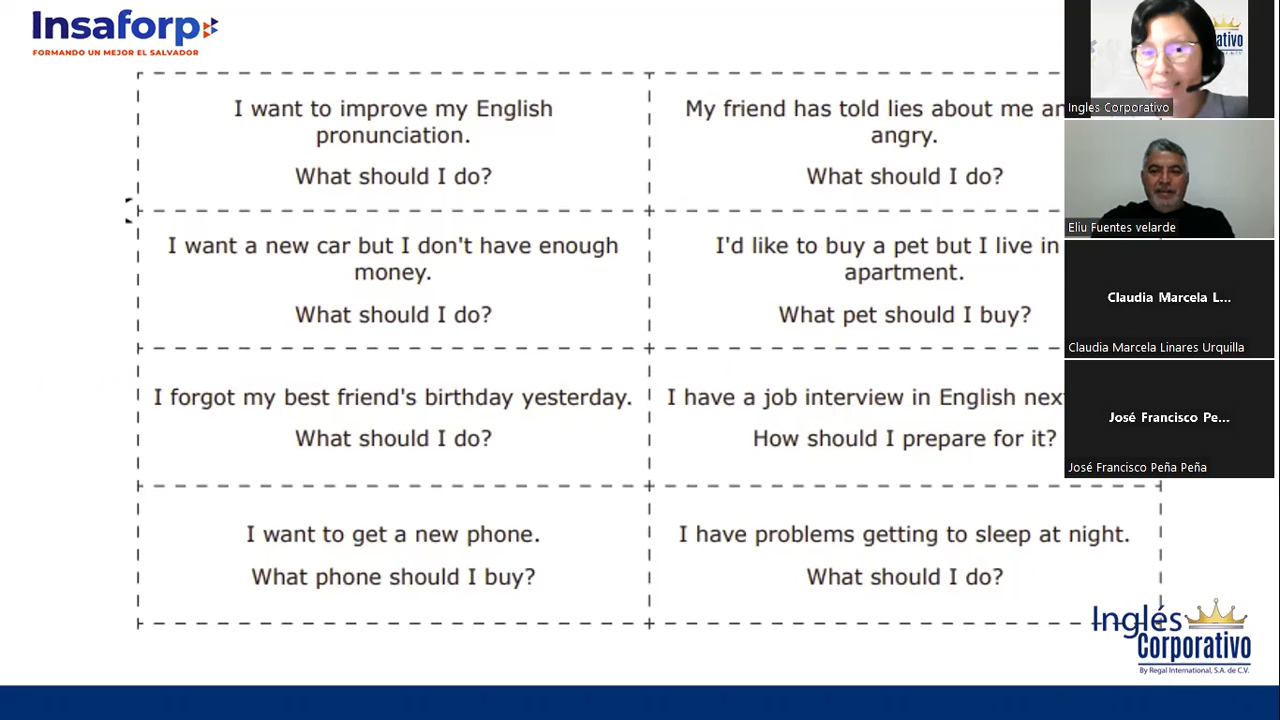 Insaforp
FORMANDO UN MEJOR EL SALVADOR
I want to improve my English
pronunciation.
What should I do?
My friend has told lies about me
angry.
What should I do?
I want a new car but I don't have enough
money.
What should I do?
I'd like to buy a pet but I live in
apartment.
What pet should I buy?
I forgot my best friend's birthday yesterday.
What should I do?
I have a job interview in English
How should I prepare for it?
I want to get a new phone.
What phone should I buy?
I have problems getting to sleep at night.
What should I do?
Ingles Corporativo
Eliu Fuentes velarde
Claudia Marcela L...
Claudia Marcela Linares Urquilla
José Francisco Pe...
José Francisco Peña Peña
Inglés
Corporativo
By Regal International, S.A. de C.V.